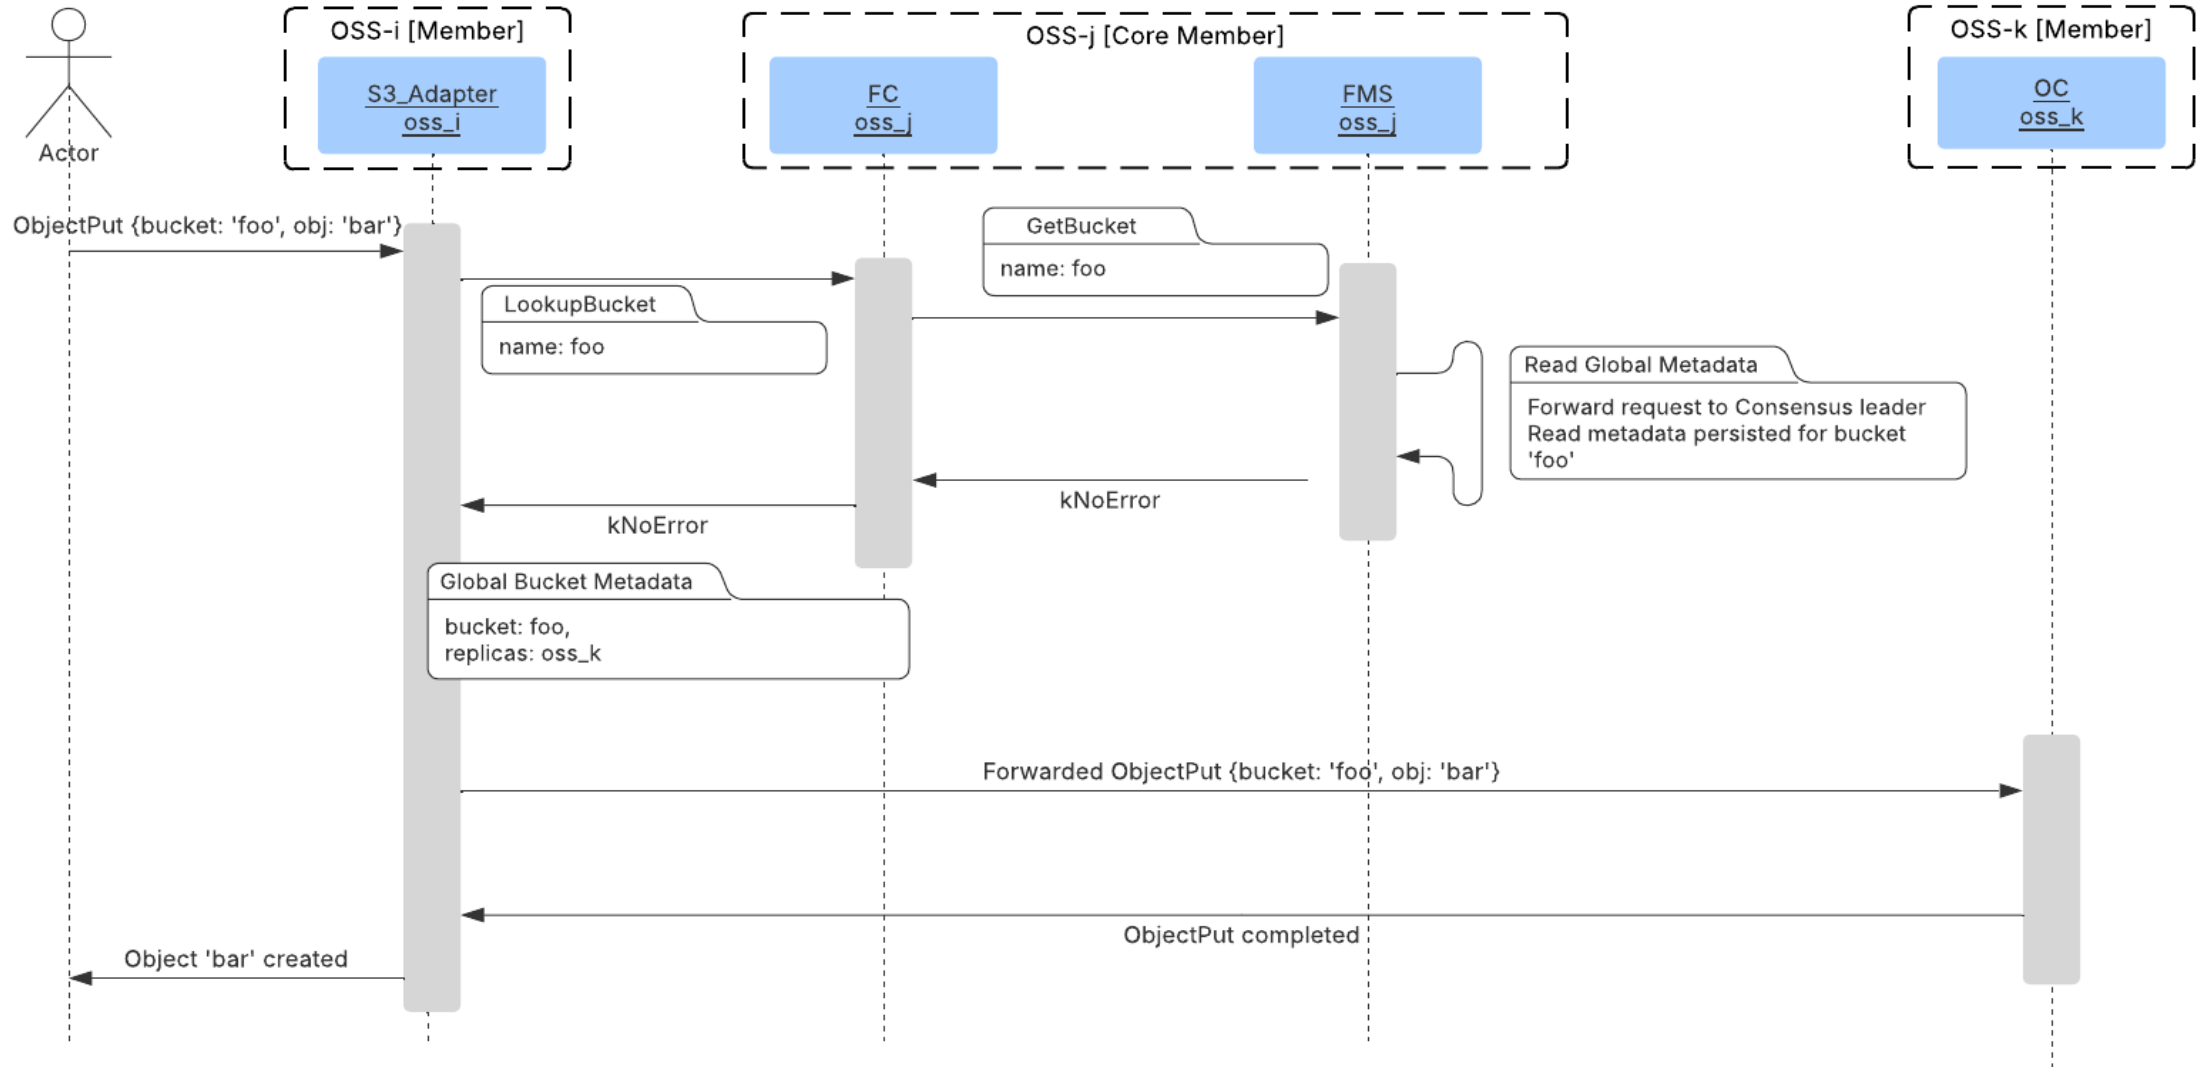 OSS-i [Member]
OSS-j [Core Member]
OSS-k [Member]
S3_Adapter
oss_i
FC
oss_j
FMS
oss_j
OC
oss_k
Actor
ObjectPut {bucket: 'foo', obj: 'bar'}
GetBucket
name: foo
LookupBucket
name: foo
Read Global Metadata
Forward request to Consensus leader
Read metadata persisted for bucket
'foo'
kNoError
kNoError
Global Bucket Metadata
bucket: foo,
replicas: oss_k
Forwarded ObjectPut {bucket: 'foo', obj: 'bar'}
ObjectPut completed
Object 'bar' created